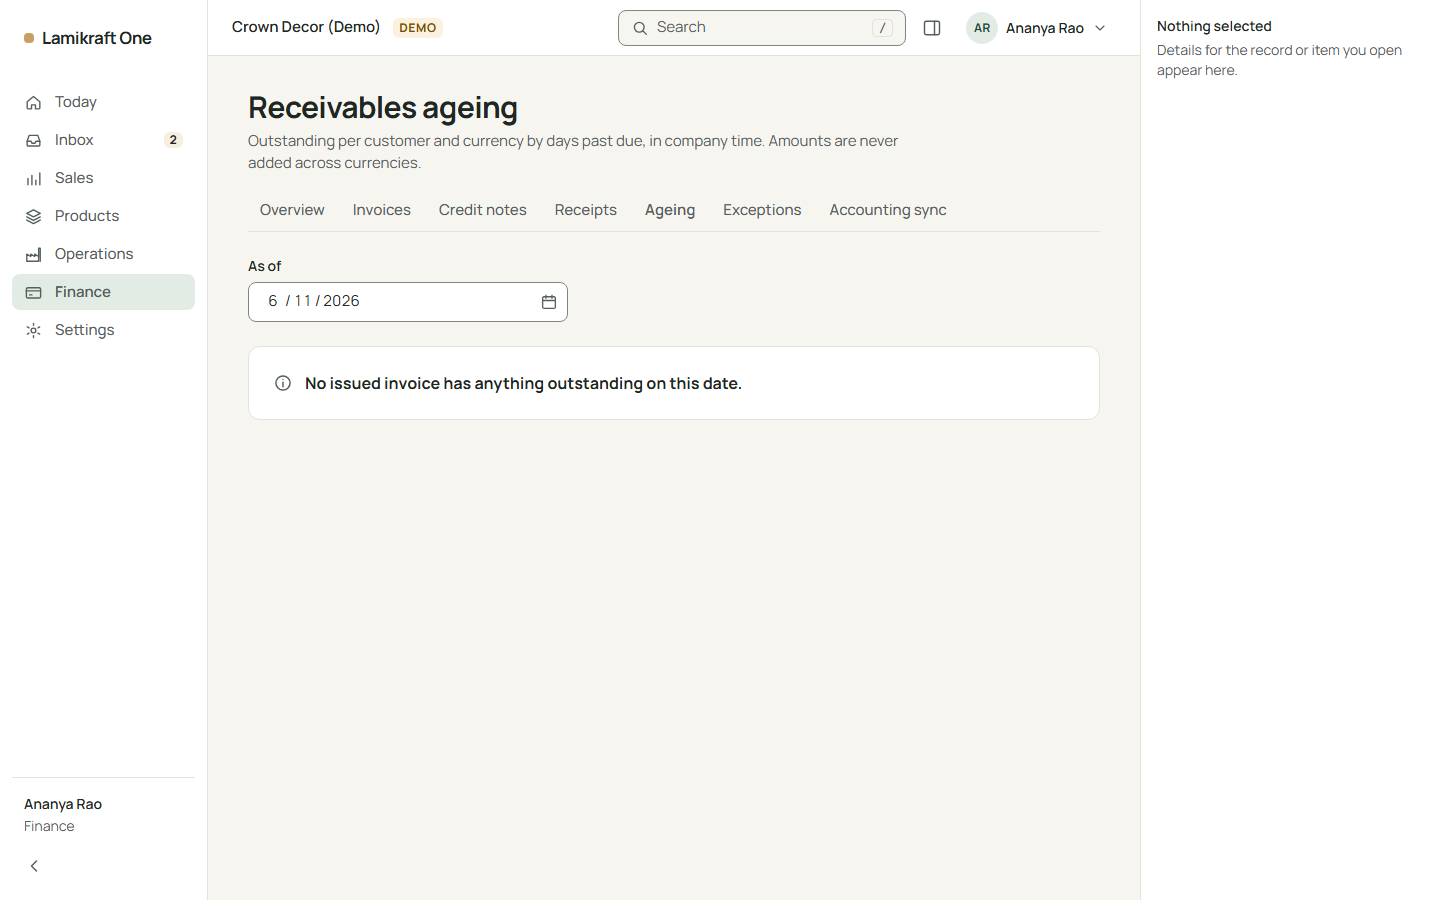 Lamikraft One
Today
Inbox 2
Sales
Products
Operations
Finance
Settings
Ananya Rao
Finance
Crown Decor (Demo) DEMO
Search /
AR Ananya Rao
Receivables ageing
Outstanding per customer and currency by days past due, in company time. Amounts are never
added across currencies.
Overview Invoices Credit notes Receipts Ageing Exceptions Accounting sync
As of
6 / 11 / 2026
No issued invoice has anything outstanding on this date.
Nothing selected
Details for the record or item you open
appear here.